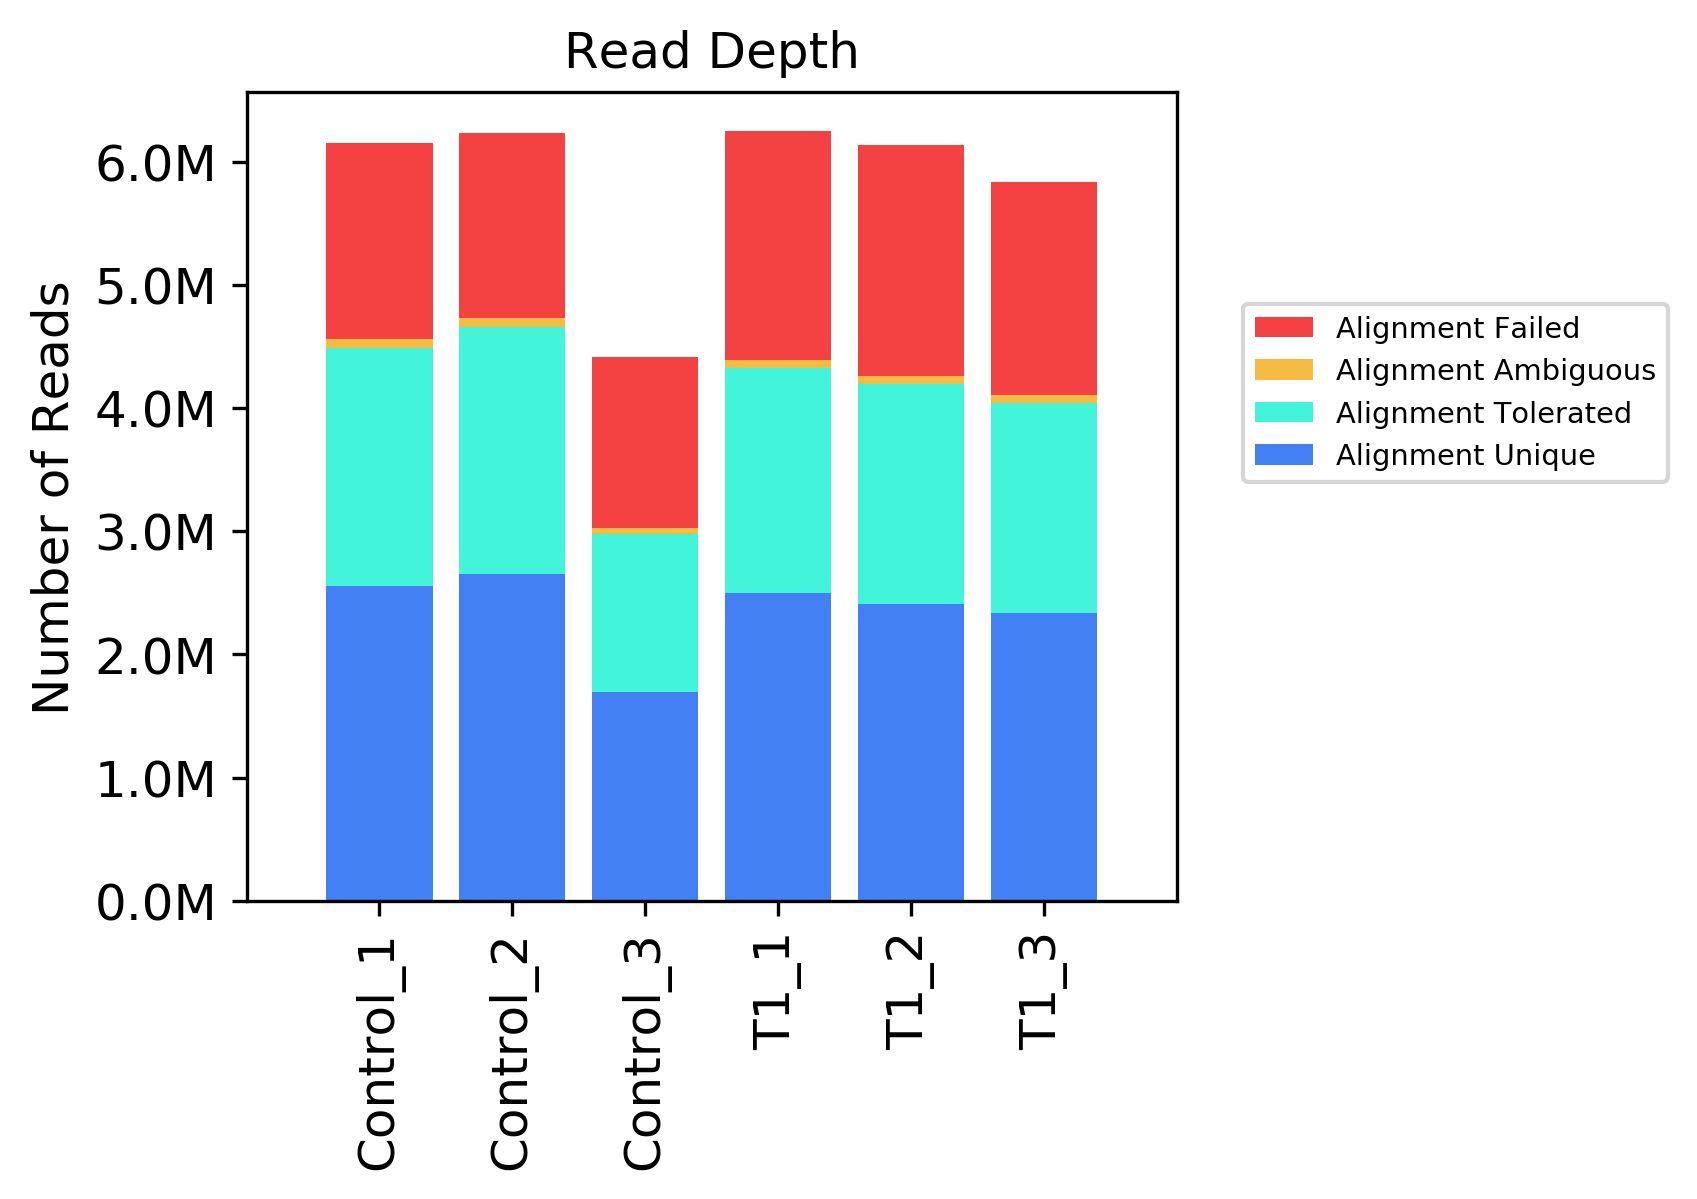 Read Depth
Number of Reads
6.0M
5.0M
4.0M
3.0M
2.0M
1.0M
0.0M
Control_1
Control_2
Control_3
T1_1
T1_2
T1_3
Alignment Failed
Alignment Ambiguous
Alignment Tolerated
Alignment Unique